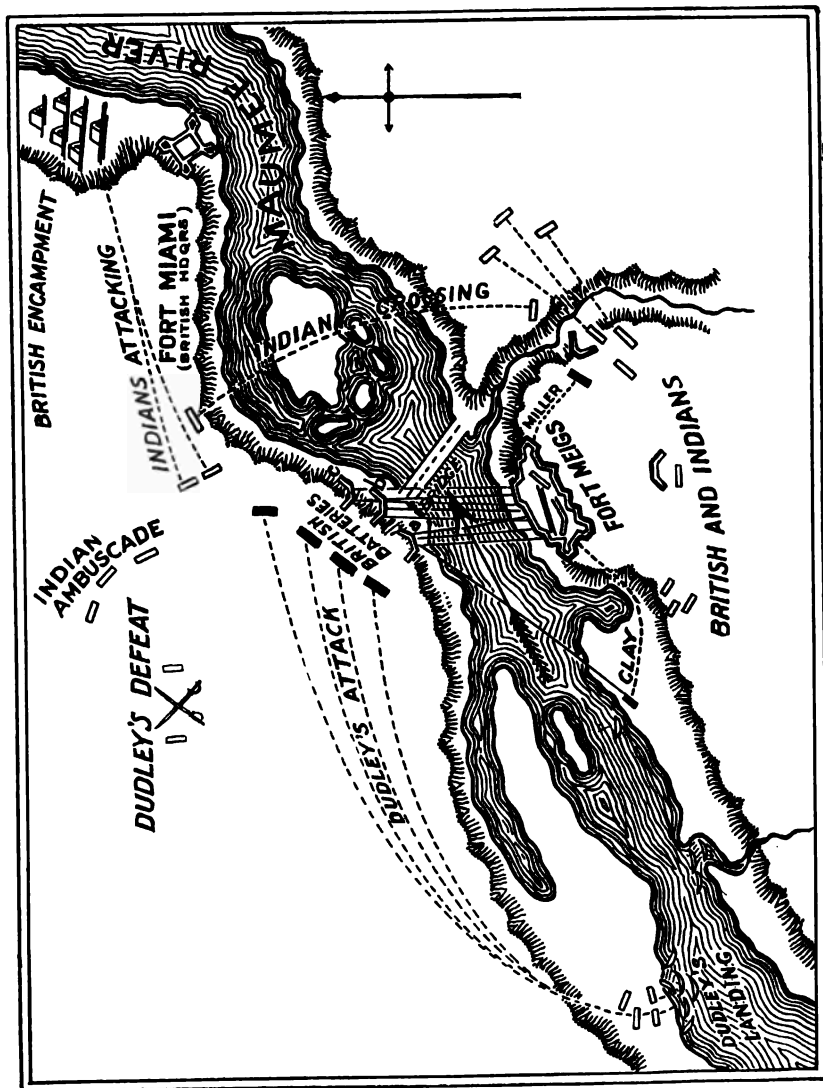 MAUMEE RIVER
BRITISH ENCAMPMENT
FORT MIAMI
(BRITISH HDQRS)
INDIANS ATTACKING
INDIANS CROSSING
MILLER
FORT MEIGS
BRITISH AND INDIANS
BRITISH
BATTERIES
INDIAN
AMBUSCADE
DUDLEY'S DEFEAT
DUDLEY'S ATTACK
CLAY
DUDLEY'S
LANDING